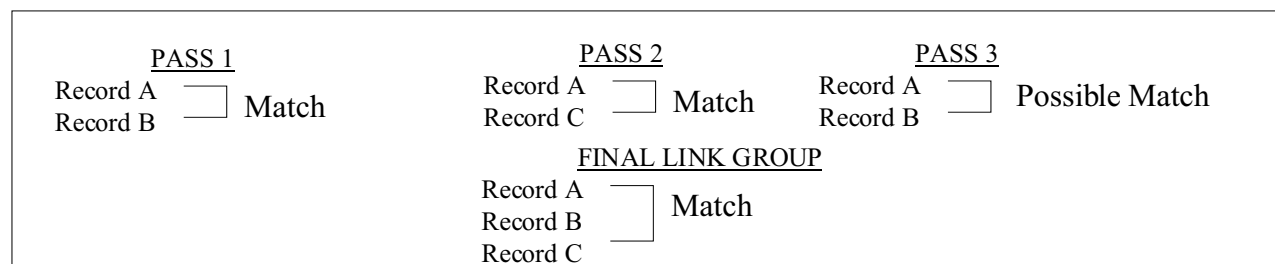 PASS 1
Record A
Record B
Match
PASS 2
Record A
Record C
Match
PASS 3
Record A
Record B
Possible Match
FINAL LINK GROUP
Record A
Record B
Record C
Match